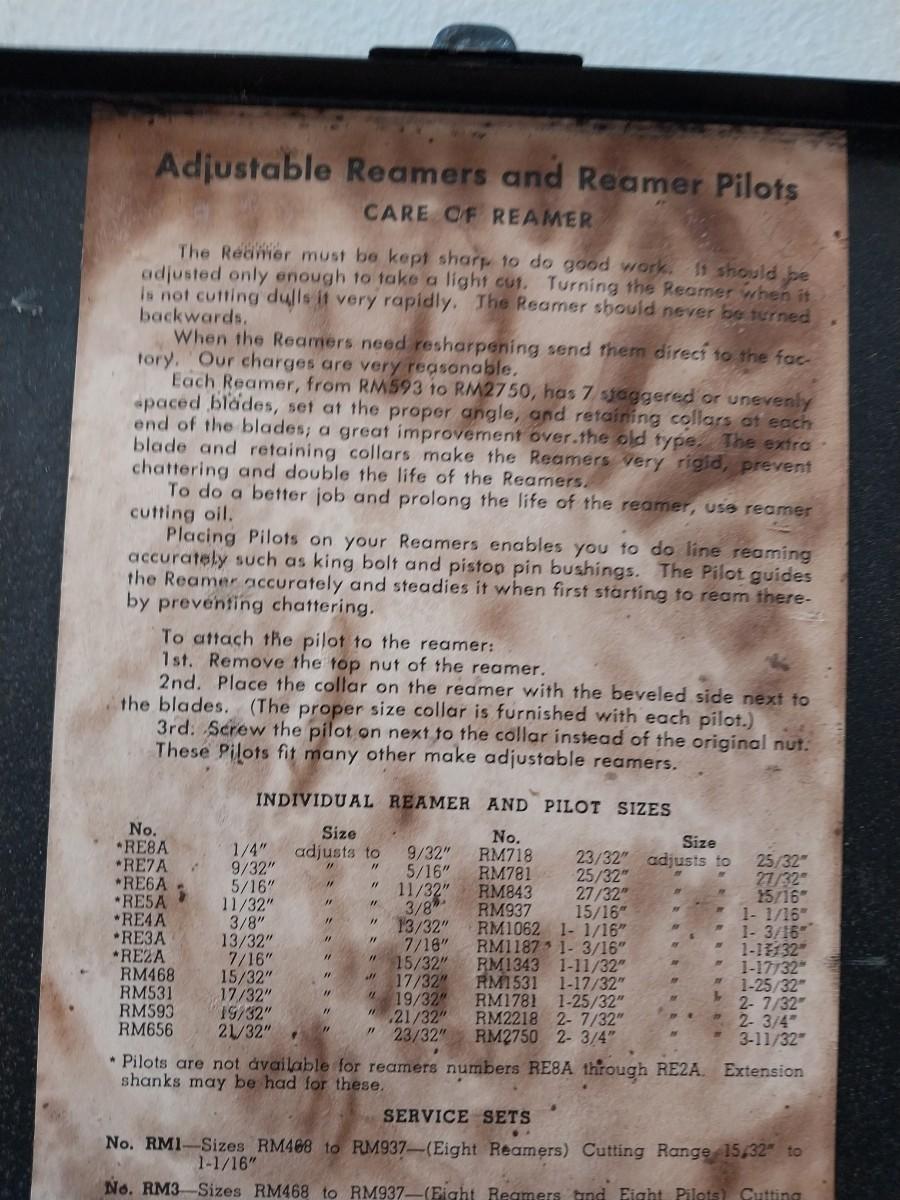 Adjustable Reamers and Reamer Pilots
CARE OF REAMER
The Reamer must be kept sharp to do good work. It should be
adjusted only enough to take a light cut. Turning the Reamer when it
is not cutting dulls it very rapidly. The Reamer should never be turned
backwards.
When the Reamers need resharpening send them direct to the fac-
tory. Our charges are very reasonable.
Each Reamer, from RM593 to RM2750, has 7 staggered or unevenly
spaced blades, set at the proper angle, and retaining collars at each
end of the blades; a great improvement over the old type. The extra
blade and retaining collars make the Reamers very rigid, prevent
chattering and double the life of the Reamers.
To do a better job and prolong the life of the reamer, use reamer
cutting oil.
Placing Pilots on your Reamers enables you to do line reaming
accurately such as king bolt and piston pin bushings. The Pilot guides
the Reamer accurately and steadies it when first starting to ream there-
by preventing chattering.
To attach the pilot to the reamer:
1st. Remove the top nut of the reamer.
2nd. Place the collar on the reamer with the beveled side next to
the blades. (The proper size collar is furnished with each pilot.)
3rd. Screw the pilot on next to the collar instead of the original nut.
These Pilots fit many other make adjustable reamers.
INDIVIDUAL REAMER AND PILOT SIZES
No. Size No. Size
*RE8A 1/4" adjusts to 9/32" RM718 23/32" adjusts to 25/32"
*RE7A 9/32" " " 5/16" RM781 25/32" " " 27/32"
*RE6A 5/16" " " 11/32" RM843 27/32" " " 15/16"
*RE5A 11/32" " " 3/8" RM937 15/16" " " 1- 1/16"
*RE4A 3/8" " " 13/32" RM1062 1- 1/16" " " 1- 3/16"
*RE3A 13/32" " " 7/16" RM1187 1- 3/16" " " 1-11/32"
*RE2A 7/16" " " 15/32" RM1343 1-11/32" " " 1-17/32"
RM468 15/32" " " 17/32" RM1531 1-17/32" " " 1-25/32"
RM531 17/32" " " 19/32" RM1781 1-25/32" " " 2- 7/32"
RM593 19/32" " " 21/32" RM2218 2- 7/32" " " 2- 3/4"
RM656 21/32" " " 23/32" RM2750 2- 3/4" " " 3-11/32"
* Pilots are not available for reamers numbers RE8A through RE2A. Extension
shanks may be had for these.
SERVICE SETS
No. RM1—Sizes RM468 to RM937—(Eight Reamers) Cutting Range 15/32" to
1-1/16"
No. RM3—Sizes RM468 to RM937—(Eight Reamers and Eight Pilots) Cutting